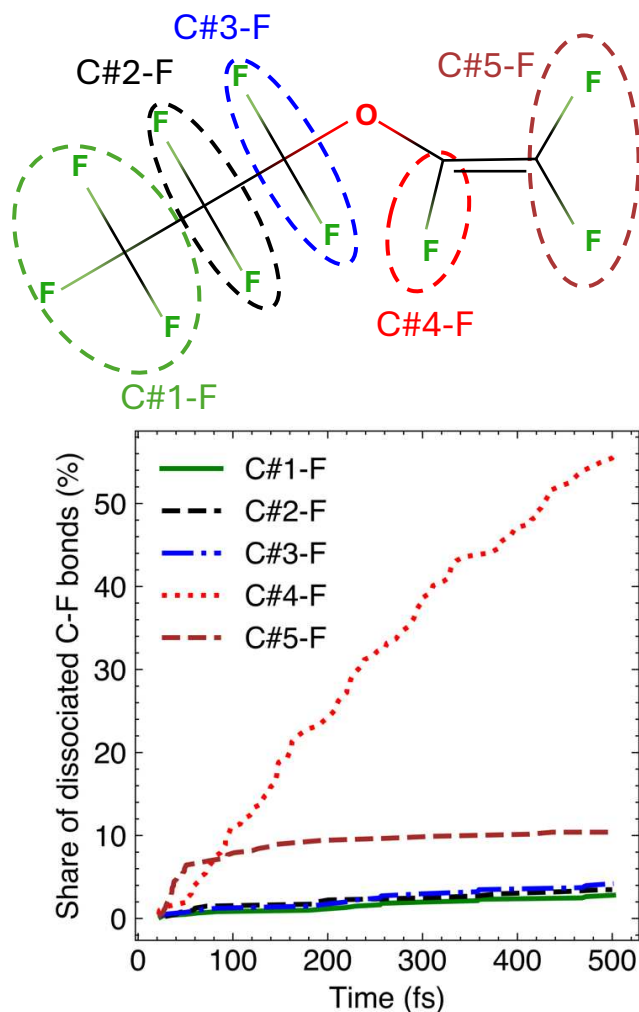 C#3-F
C#2-F
C#5-F
F
F
F
O
F
F
F
F
F
F
F
F
C#4-F
C#1-F
Share of dissociated C-F bonds (%)
50
40
30
20
10
0
C#1-F
C#2-F
C#3-F
C#4-F
C#5-F
0
100
200
300
400
500
Time (fs)